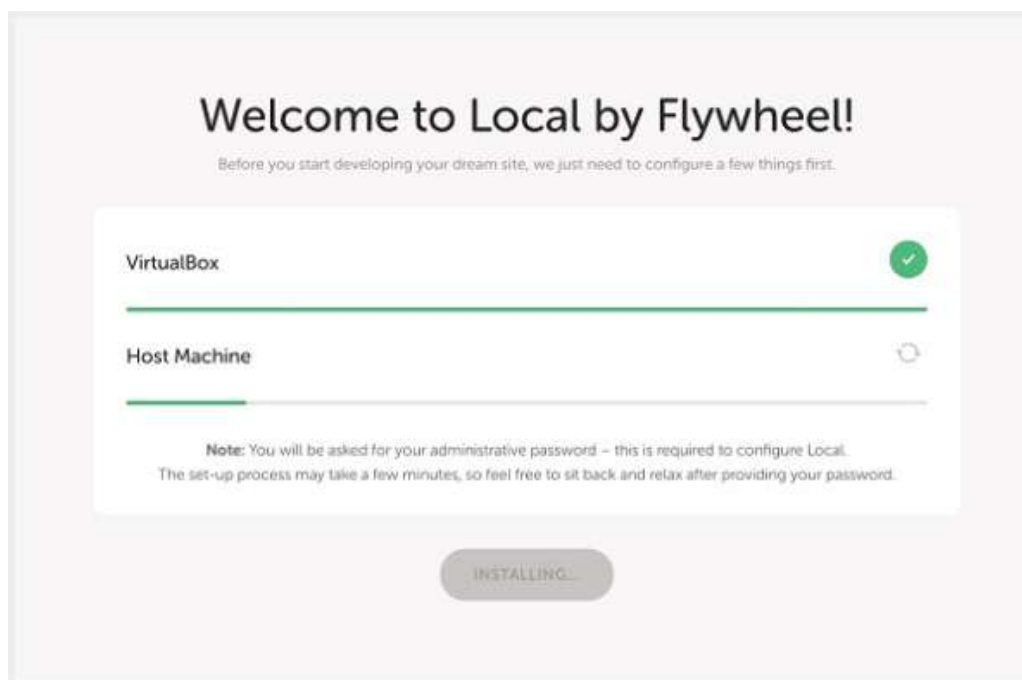 Welcome to Local by Flywheel!
Before you start developing your dream site, we just need to configure a few things first.
VirtualBox
Host Machine
Note: You will be asked for your administrative password – this is required to configure Local.
The set-up process may take a few minutes, so feel free to sit back and relax after providing your password.
INSTALLING...